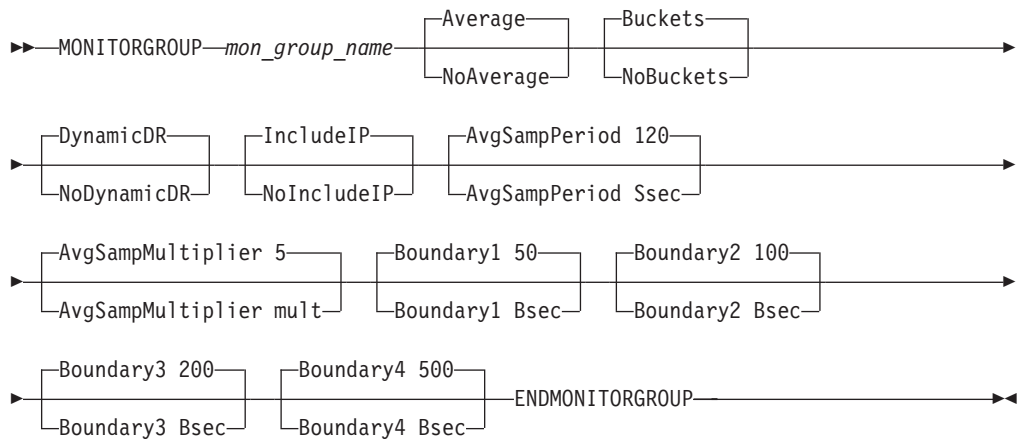 Average Buckets
MONITORGROUP mon_group_name
NoAverage NoBuckets
DynamicDR IncludeIP AvgSampPeriod 120
NoDynamicDR NoIncludeIP AvgSampPeriod Ssec
AvgSampMultiplier 5 Boundary1 50 Boundary2 100
AvgSampMultiplier mult Boundary1 Bsec Boundary2 Bsec
Boundary3 200 Boundary4 500
ENDMONITORGROUP
Boundary3 Bsec Boundary4 Bsec